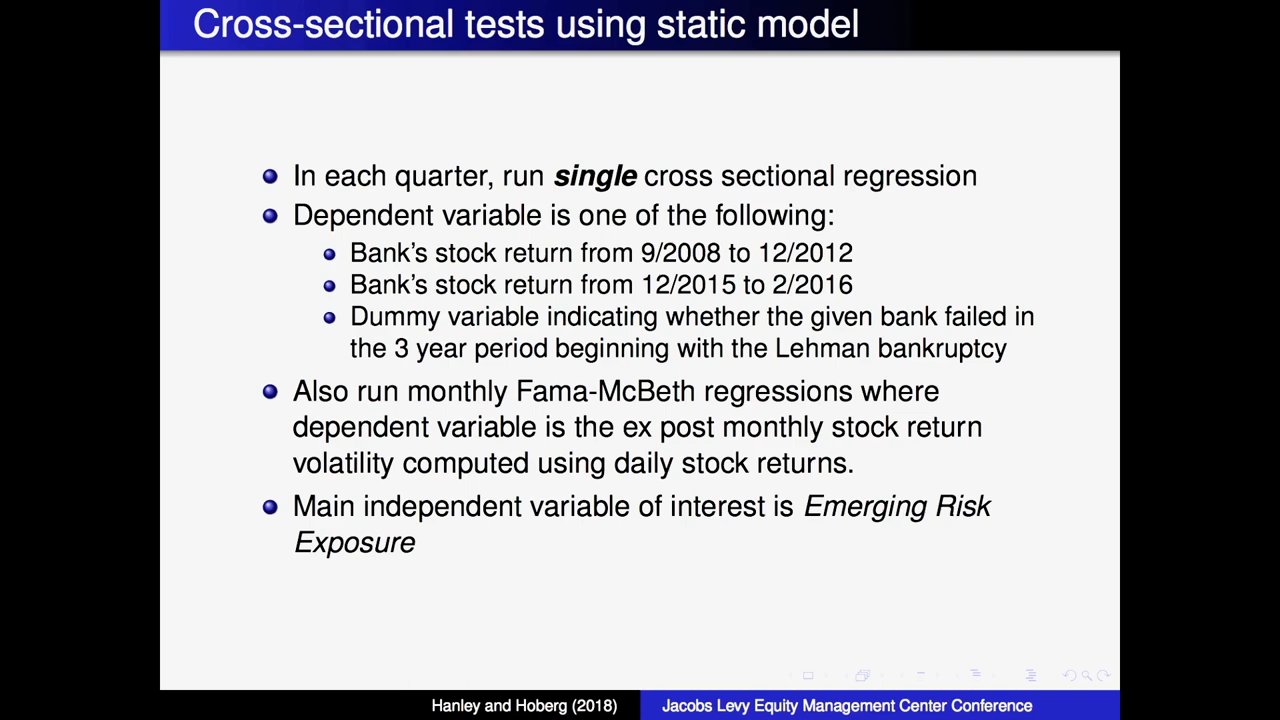 Cross-sectional tests using static model
In each quarter, run single cross sectional regression
Dependent variable is one of the following:
Bank's stock return from 9/2008 to 12/2012
Bank's stock return from 12/2015 to 2/2016
Dummy variable indicating whether the given bank failed in
the 3 year period beginning with the Lehman bankruptcy
Also run monthly Fama-McBeth regressions where
dependent variable is the ex post monthly stock return
volatility computed using daily stock returns.
Main independent variable of interest is Emerging Risk
Exposure
Hanley and Hoberg (2018)
Jacobs Levy Equity Management Center Conference